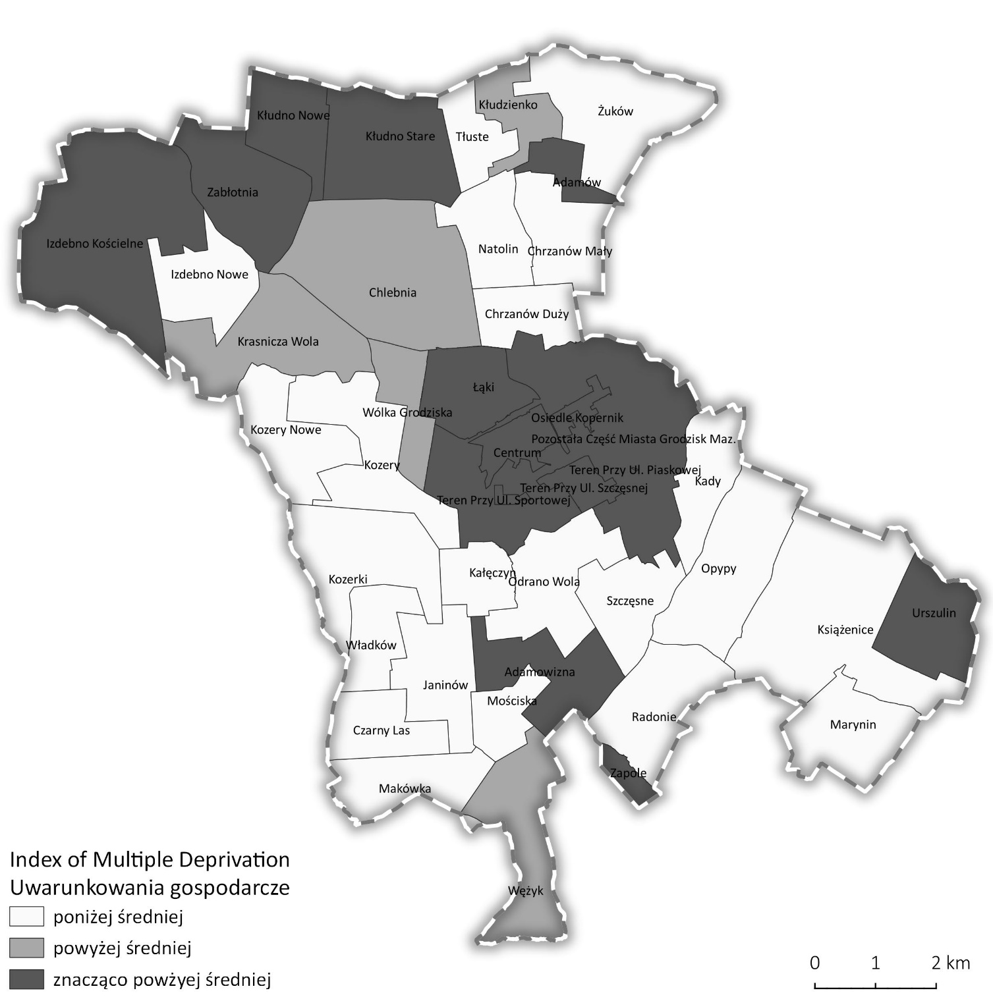 Kłudzienko
Żuków
Kłudno Nowe
Kłudno Stare
Tłuste
Adamów
Zabłotnia
Izdebno Kościelne
Natolin
Chrzanów Mały
Izdebno Nowe
Chlebnia
Chrzanów Duży
Krasnicza Wola
Łąki
Wólka Grodziska
Osiedle Kopernik
Kozery Nowe
Pozostała Część Miasta Grodzisk Maz.
Centrum
Kozery
Teren Przy Ul. Piaskowej
Kady
Teren Przy Ul. Szczęsnej
Teren Przy Ul. Sportowej
Opypy
Kałęczyn
Kozerki
Odrano Wola
Szczęsne
Urszulin
Książenice
Władków
Adamowizna
Janinów
Mościska
Radonie
Marynin
Czarny Las
Zapole
Makówka
Wężyk
Index of Multiple Deprivation
Uwarunkowania gospodarcze
poniżej średniej
powyżej średniej
znacząco powżyej średniej
0 1 2 km